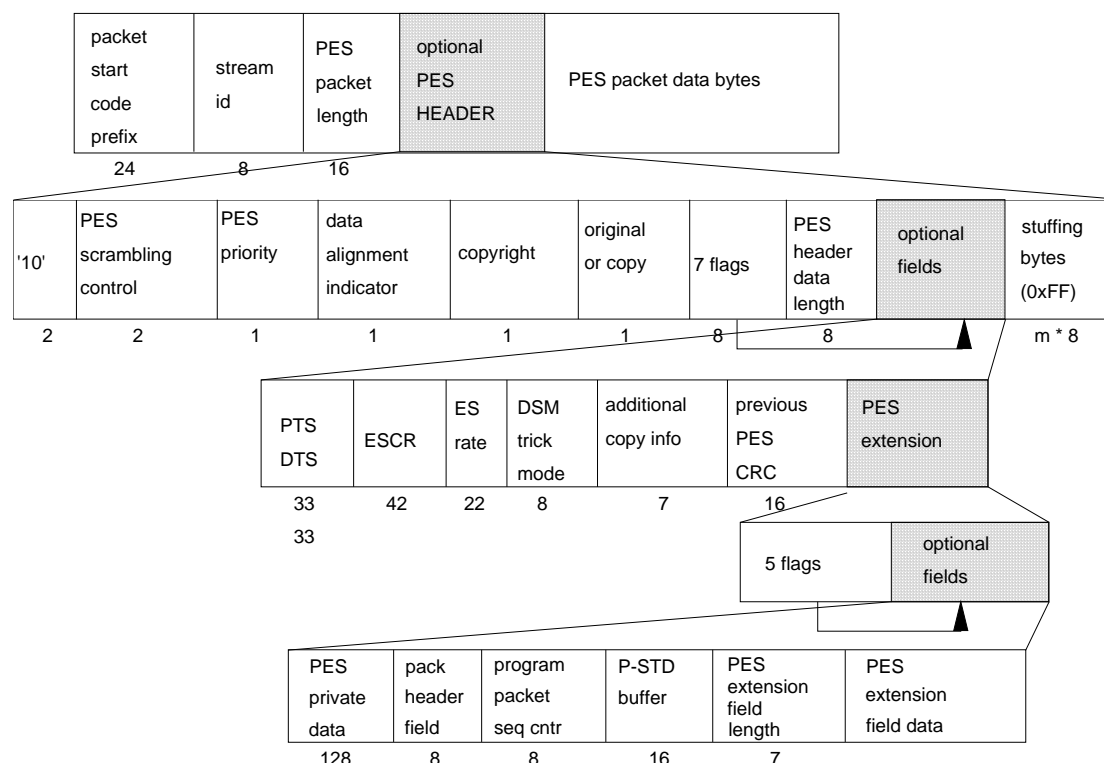 packet
start
code
prefix
stream
id
PES
packet
length
optional
PES
HEADER
PES packet data bytes
24
8
16
'10'
PES
scrambling
control
PES
priority
data
alignment
indicator
copyright
original
or copy
7 flags
PES
header
data
length
optional
fields
stuffing
bytes
(0xFF)
2
2
1
1
1
1
8
8
m * 8
PTS
DTS
ESCR
ES
rate
DSM
trick
mode
additional
copy info
previous
PES
CRC
PES
extension
33
33
42
22
8
7
16
5 flags
optional
fields
PES
private
data
pack
header
field
program
packet
seq cntr
P-STD
buffer
PES
extension
field
length
PES
extension
field data
128
8
8
16
7